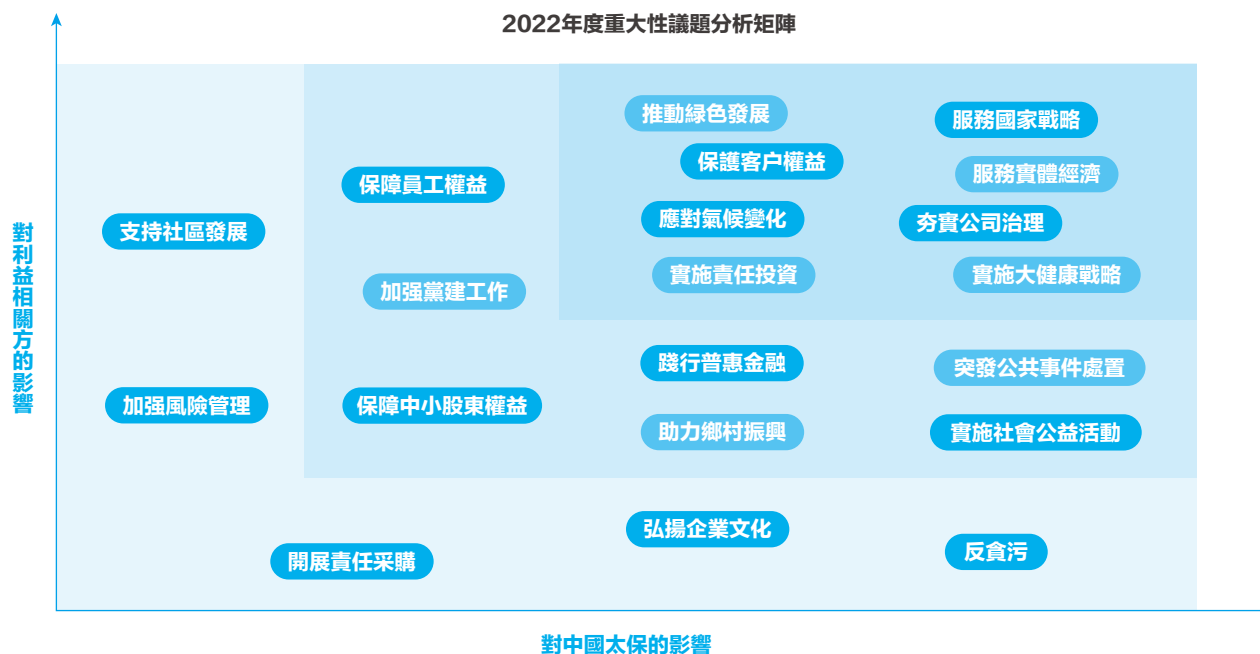 2022年度重大性議題分析矩陣
推動綠色發展
服務國家戰略
保護客户權益
服務實體經濟
保障員工權益
應對氣候變化
夯實公司治理
支持社區發展
實施責任投資
實施大健康戰略
加强黨建工作
對利益相關方的影響
踐行普惠金融
突發公共事件處置
加强風險管理
保障中小股東權益
助力鄉村振興
實施社會公益活動
弘揚企業文化
反貪污
開展責任采購
對中國太保的影響